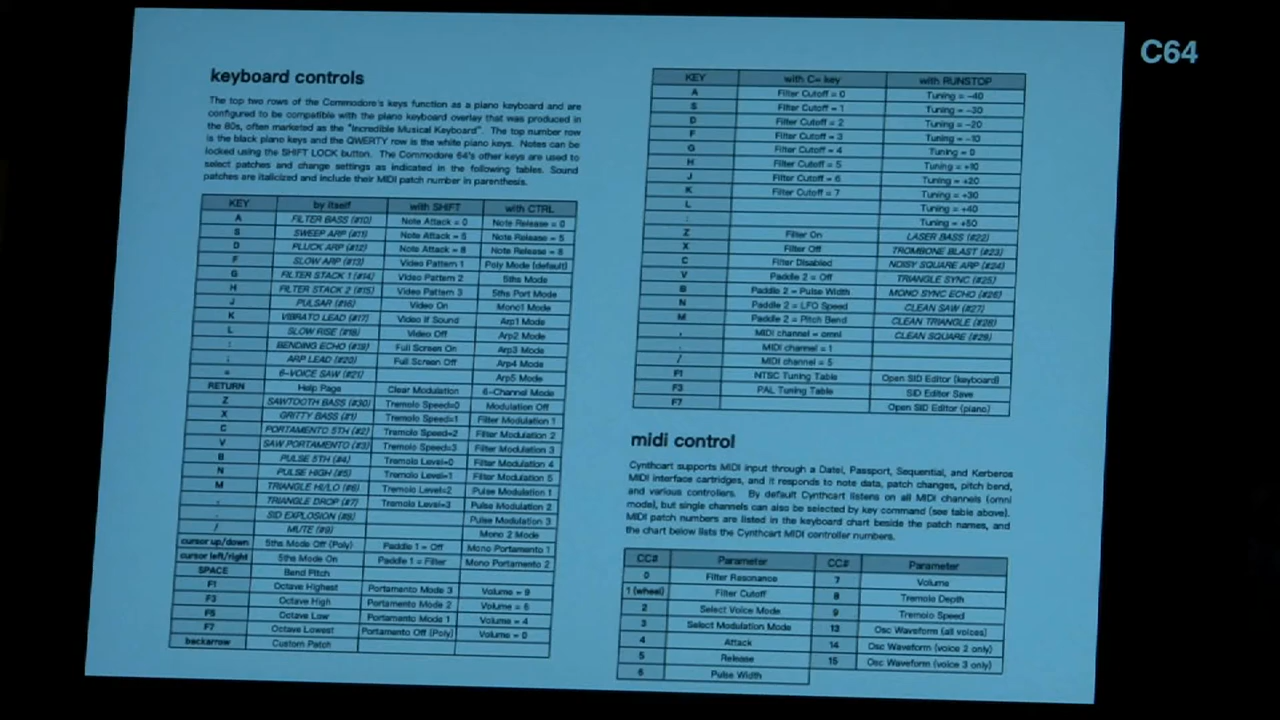 C64
keyboard controls
The top two rows of the Commodore's keys function as a piano keyboard and are
configured to be compatible with the piano keyboard overlay that was produced in
the 80s, often marketed as the "Incredible Musical Keyboard". The top number row
is the black piano keys and the QWERTY row is the white piano keys. Notes can be
locked using the SHIFT LOCK button. The Commodore 64's other keys are used to
select patches and change settings as indicated in the following tables. Sound
patches are italicized and include their MIDI patch number in parenthesis.
KEY by itself with SHIFT with CTRL
A FILTER BASS (#10) Note Attack = 0 Note Release = 0
S SWEEP ARP (#11) Note Attack = 5 Note Release = 5
D PLUCK ARP (#12) Note Attack = 8 Note Release = 8
F SLOW ARP (#13) Video Pattern 1 Poly Mode (default)
G FILTER STACK 1 (#14) Video Pattern 2 5ths Mode
H FILTER STACK 2 (#15) Video Pattern 3 5ths Port Mode
J PULSAR (#16) Video On Mono1 Mode
K VIBRATO LEAD (#17) Video If Sound Arp1 Mode
L SLOW RISE (#18) Video Off Arp2 Mode
: BENDING ECHO (#19) Full Screen On Arp3 Mode
; ARP LEAD (#20) Full Screen Off Arp4 Mode
= 6-VOICE SAW (#21) Arp5 Mode
RETURN Help Page Clear Modulation 6-Channel Mode
Z SAWTOOTH BASS (#30) Tremolo Speed=0 Modulation Off
X GRITTY BASS (#1) Tremolo Speed=1 Filter Modulation 1
C PORTAMENTO 5TH (#2) Tremolo Speed=2 Filter Modulation 2
V SAW PORTAMENTO (#3) Tremolo Speed=3 Filter Modulation 3
B PULSE 5TH (#4) Tremolo Level=0 Filter Modulation 4
N PULSE HIGH (#5) Tremolo Level=1 Filter Modulation 5
M TRIANGLE HI/LO (#6) Tremolo Level=2 Pulse Modulation 1
, TRIANGLE DROP (#7) Tremolo Level=3 Pulse Modulation 2
. SID EXPLOSION (#8) Pulse Modulation 3
/ MUTE (#9) Mono 2 Mode
cursor up/down 5ths Mode Off (Poly) Paddle 1 = Off Mono Portamento 1
cursor left/right 5ths Mode On Paddle 1 = Filter Mono Portamento 2
SPACE Bend Pitch
F1 Octave Highest Portamento Mode 3 Volume = 9
F3 Octave High Portamento Mode 2 Volume = 6
F5 Octave Low Portamento Mode 1 Volume = 4
F7 Octave Lowest Portamento Off (Poly) Volume = 0
backarrow Custom Patch
KEY with C= key with RUNSTOP
A Filter Cutoff = 0 Tuning = -40
S Filter Cutoff = 1 Tuning = -30
D Filter Cutoff = 2 Tuning = -20
F Filter Cutoff = 3 Tuning = -10
G Filter Cutoff = 4 Tuning = 0
H Filter Cutoff = 5 Tuning = +10
J Filter Cutoff = 6 Tuning = +20
K Filter Cutoff = 7 Tuning = +30
L Tuning = +40
: Tuning = +50
Z Filter On LASER BASS (#22)
X Filter Off TROMBONE BLAST (#23)
C Filter Disabled NOISY SQUARE ARP (#24)
V Paddle 2 = Off TRIANGLE SYNC (#25)
B Paddle 2 = Pulse Width MONO SYNC ECHO (#26)
N Paddle 2 = LFO Speed CLEAN SAW (#27)
M Paddle 2 = Pitch Bend CLEAN TRIANGLE (#28)
, MIDI channel = omni CLEAN SQUARE (#29)
. MIDI channel = 1
/ MIDI channel = 5
F1 NTSC Tuning Table Open SID Editor (keyboard)
F3 PAL Tuning Table SID Editor Save
F7 Open SID Editor (piano)
midi control
Cynthcart supports MIDI input through a Datel, Passport, Sequential, and Kerberos
MIDI interface cartridges, and it responds to note data, patch changes, pitch bend,
and various controllers. By default Cynthcart listens on all MIDI channels (omni
mode), but single channels can also be selected by key command (see table above).
MIDI patch numbers are listed in the keyboard chart beside the patch names, and
the chart below lists the Cynthcart MIDI controller numbers.
CC# Parameter CC# Parameter
0 Filter Resonance 7 Volume
1 (wheel) Filter Cutoff 8 Tremolo Depth
2 Select Voice Mode 9 Tremolo Speed
3 Select Modulation Mode 13 Osc Waveform (all voices)
4 Attack 14 Osc Waveform (voice 2 only)
5 Release 15 Osc Waveform (voice 3 only)
6 Pulse Width